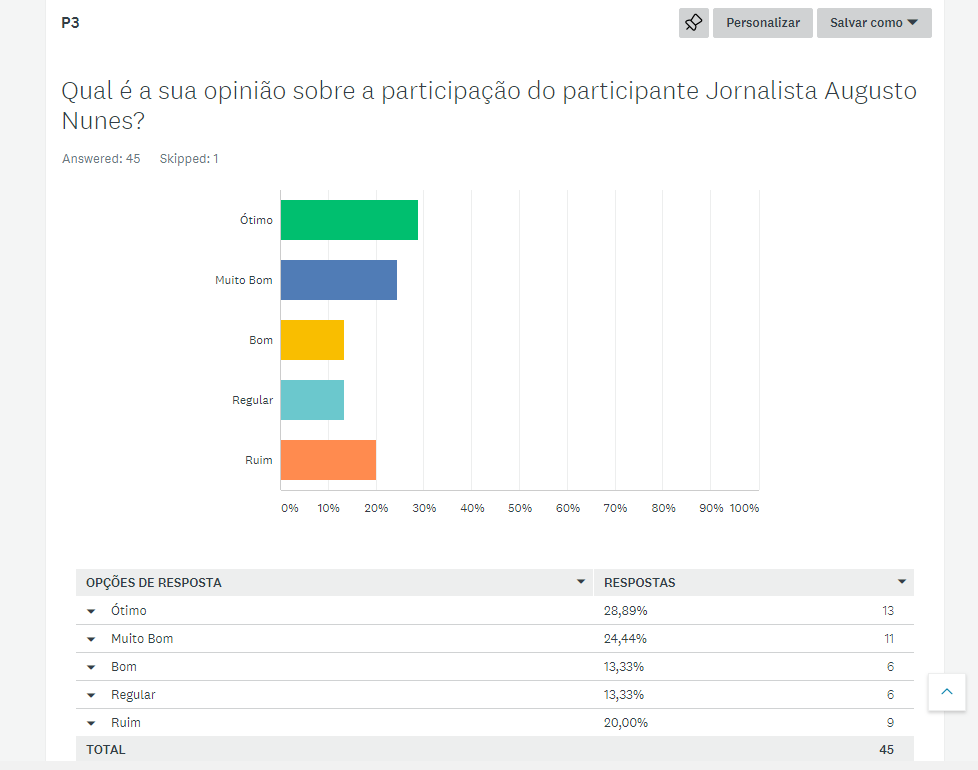 P3
Personalizar
Salvar como
Qual é a sua opinião sobre a participação do participante Jornalista Augusto
Nunes?
Answered: 45 Skipped: 1
Ótimo
Muito Bom
Bom
Regular
Ruim
0% 10% 20% 30% 40% 50% 60% 70% 80% 90% 100%
OPÇÕES DE RESPOSTA RESPOSTAS
Ótimo 28,89% 13
Muito Bom 24,44% 11
Bom 13,33% 6
Regular 13,33% 6
Ruim 20,00% 9
TOTAL 45